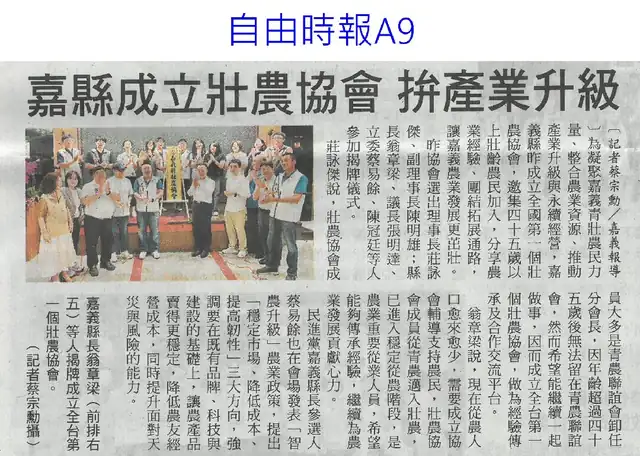 自由時報A9
嘉縣成立壯農協會 拚產業升級
〔記者蔡宗勳／嘉義報導
〕為凝聚嘉義青壯農民力
量、整合農業資源、推動
產業升級與永續經營，嘉
義縣昨成立全國第一個壯
農協會，邀集四十五歲以
上壯齡農民加入，分享農
業經驗、團結拓展通路，
讓嘉義農業發展更茁壯。
昨協會選出理事長莊詠
傑、副理事長陳明雄；縣
長翁章梁、議長張明達、
立委蔡易餘、陳冠廷等人
參加揭牌儀式。
莊詠傑說，壯農協會成
員大多是青農聯誼會卸任
分會長，因年齡超過四十
五歲後無法留在青農聯誼
會，然而希望能繼續一起
做事，因而成立全台第一
個壯農協會，做為經驗傳
承及合作交流平台。
翁章梁說，現在從農人
口愈來愈少，需要成立協
會輔導支持農民，壯農協
會成員從青農邁入壯農，
已進入穩定從農階段，是
農業重要從業人員，希望
能夠傳承經驗，繼續為農
業發展貢獻心力。
民進黨嘉義縣長參選人
蔡易餘也在會場發表「智
農升級」農業政策，提出
「穩定市場、降低成本、
提高韌性」三大方向，強
調要在既有品牌、科技與
建設的基礎上，讓農產品
賣得更穩定，降低農友經
營成本，同時提升面對天
災與風險的能力。
嘉義縣長翁章梁（前排右
五）等人揭牌成立全台第
一個壯農協會。
（記者蔡宗勳攝）